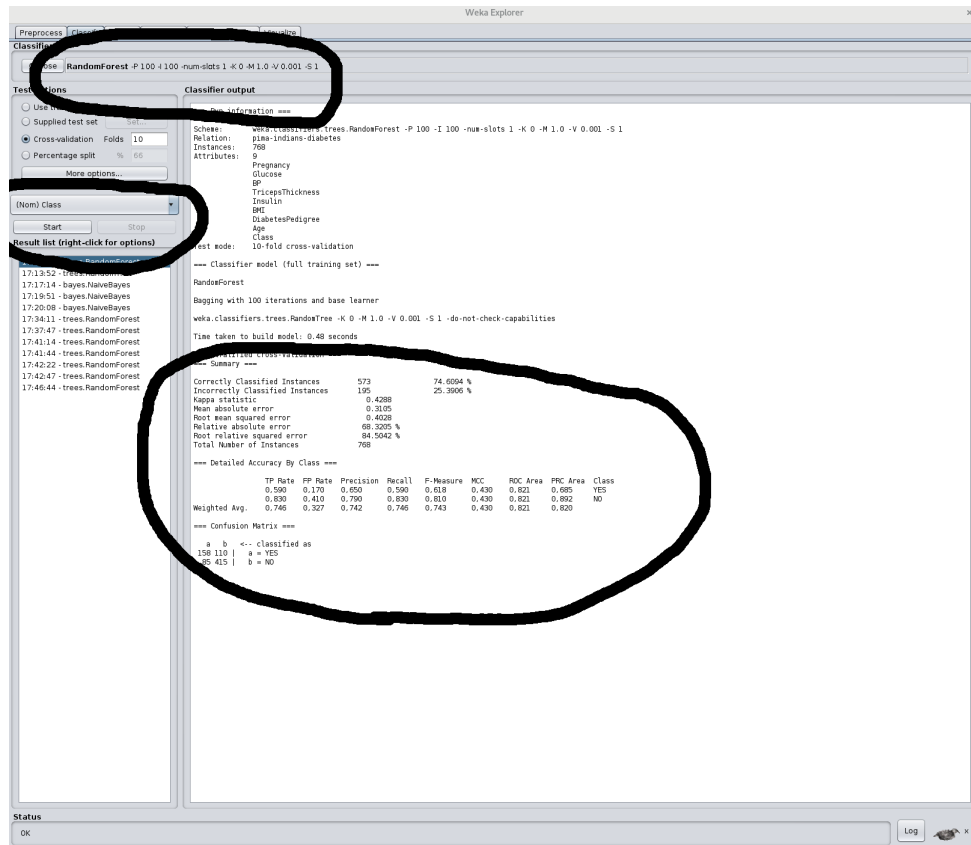 Weka Explorer
Preprocess
Visualize
RandomForest -P 100 -I 100 -num-slots 1 -K 0 -M 1.0 -V 0.001 -S 1
Classifier output
Supplied test set Set...
Cross-validation Folds 10
Percentage split % 66
More options...
(Nom) Class
Start Stop
Result list (right-click for options)
17:17:14 - bayes.NaiveBayes
17:19:51 - bayes.NaiveBayes
17:20:08 - bayes.NaiveBayes
17:34:11 - trees.RandomForest
17:37:47 - trees.RandomForest
17:41:14 - trees.RandomForest
17:41:44 - trees.RandomForest
17:42:22 - trees.RandomForest
17:42:47 - trees.RandomForest
17:46:44 - trees.RandomForest
=== Run information ===
Scheme: weka.classifiers.trees.RandomForest -P 100 -I 100 -num-slots 1 -K 0 -M 1.0 -V 0.001 -S 1
Relation: pima-indians-diabetes
Instances: 768
Attributes: 9
Pregnancy
Glucose
BP
TricepsThickness
Insulin
BMI
DiabetesPedigree
Age
Class
Test mode: 10-fold cross-validation
=== Classifier model (full training set) ===
RandomForest
Bagging with 100 iterations and base learner
weka.classifiers.trees.RandomTree -K 0 -M 1.0 -V 0.001 -S 1 -do-not-check-capabilities
Time taken to build model: 0.48 seconds
=== Summary ===
Correctly Classified Instances 573 74.6094 %
Incorrectly Classified Instances 195 25.3906 %
Kappa statistic 0.4288
Mean absolute error 0.3105
Root mean squared error 0.4028
Relative absolute error 68.3205 %
Root relative squared error 84.5042 %
Total Number of Instances 768
=== Detailed Accuracy By Class ===
TP Rate FP Rate Precision Recall F-Measure MCC ROC Area PRC Area Class
0,590 0,170 0,650 0,590 0,618 0,430 0,821 0,685 YES
0,830 0,410 0,790 0,830 0,810 0,430 0,821 0,892 NO
Weighted Avg. 0,746 0,327 0,742 0,746 0,743 0,430 0,821 0,820
=== Confusion Matrix ===
a b <-- classified as
158 110 | a = YES
85 415 | b = NO
Status
OK
Log